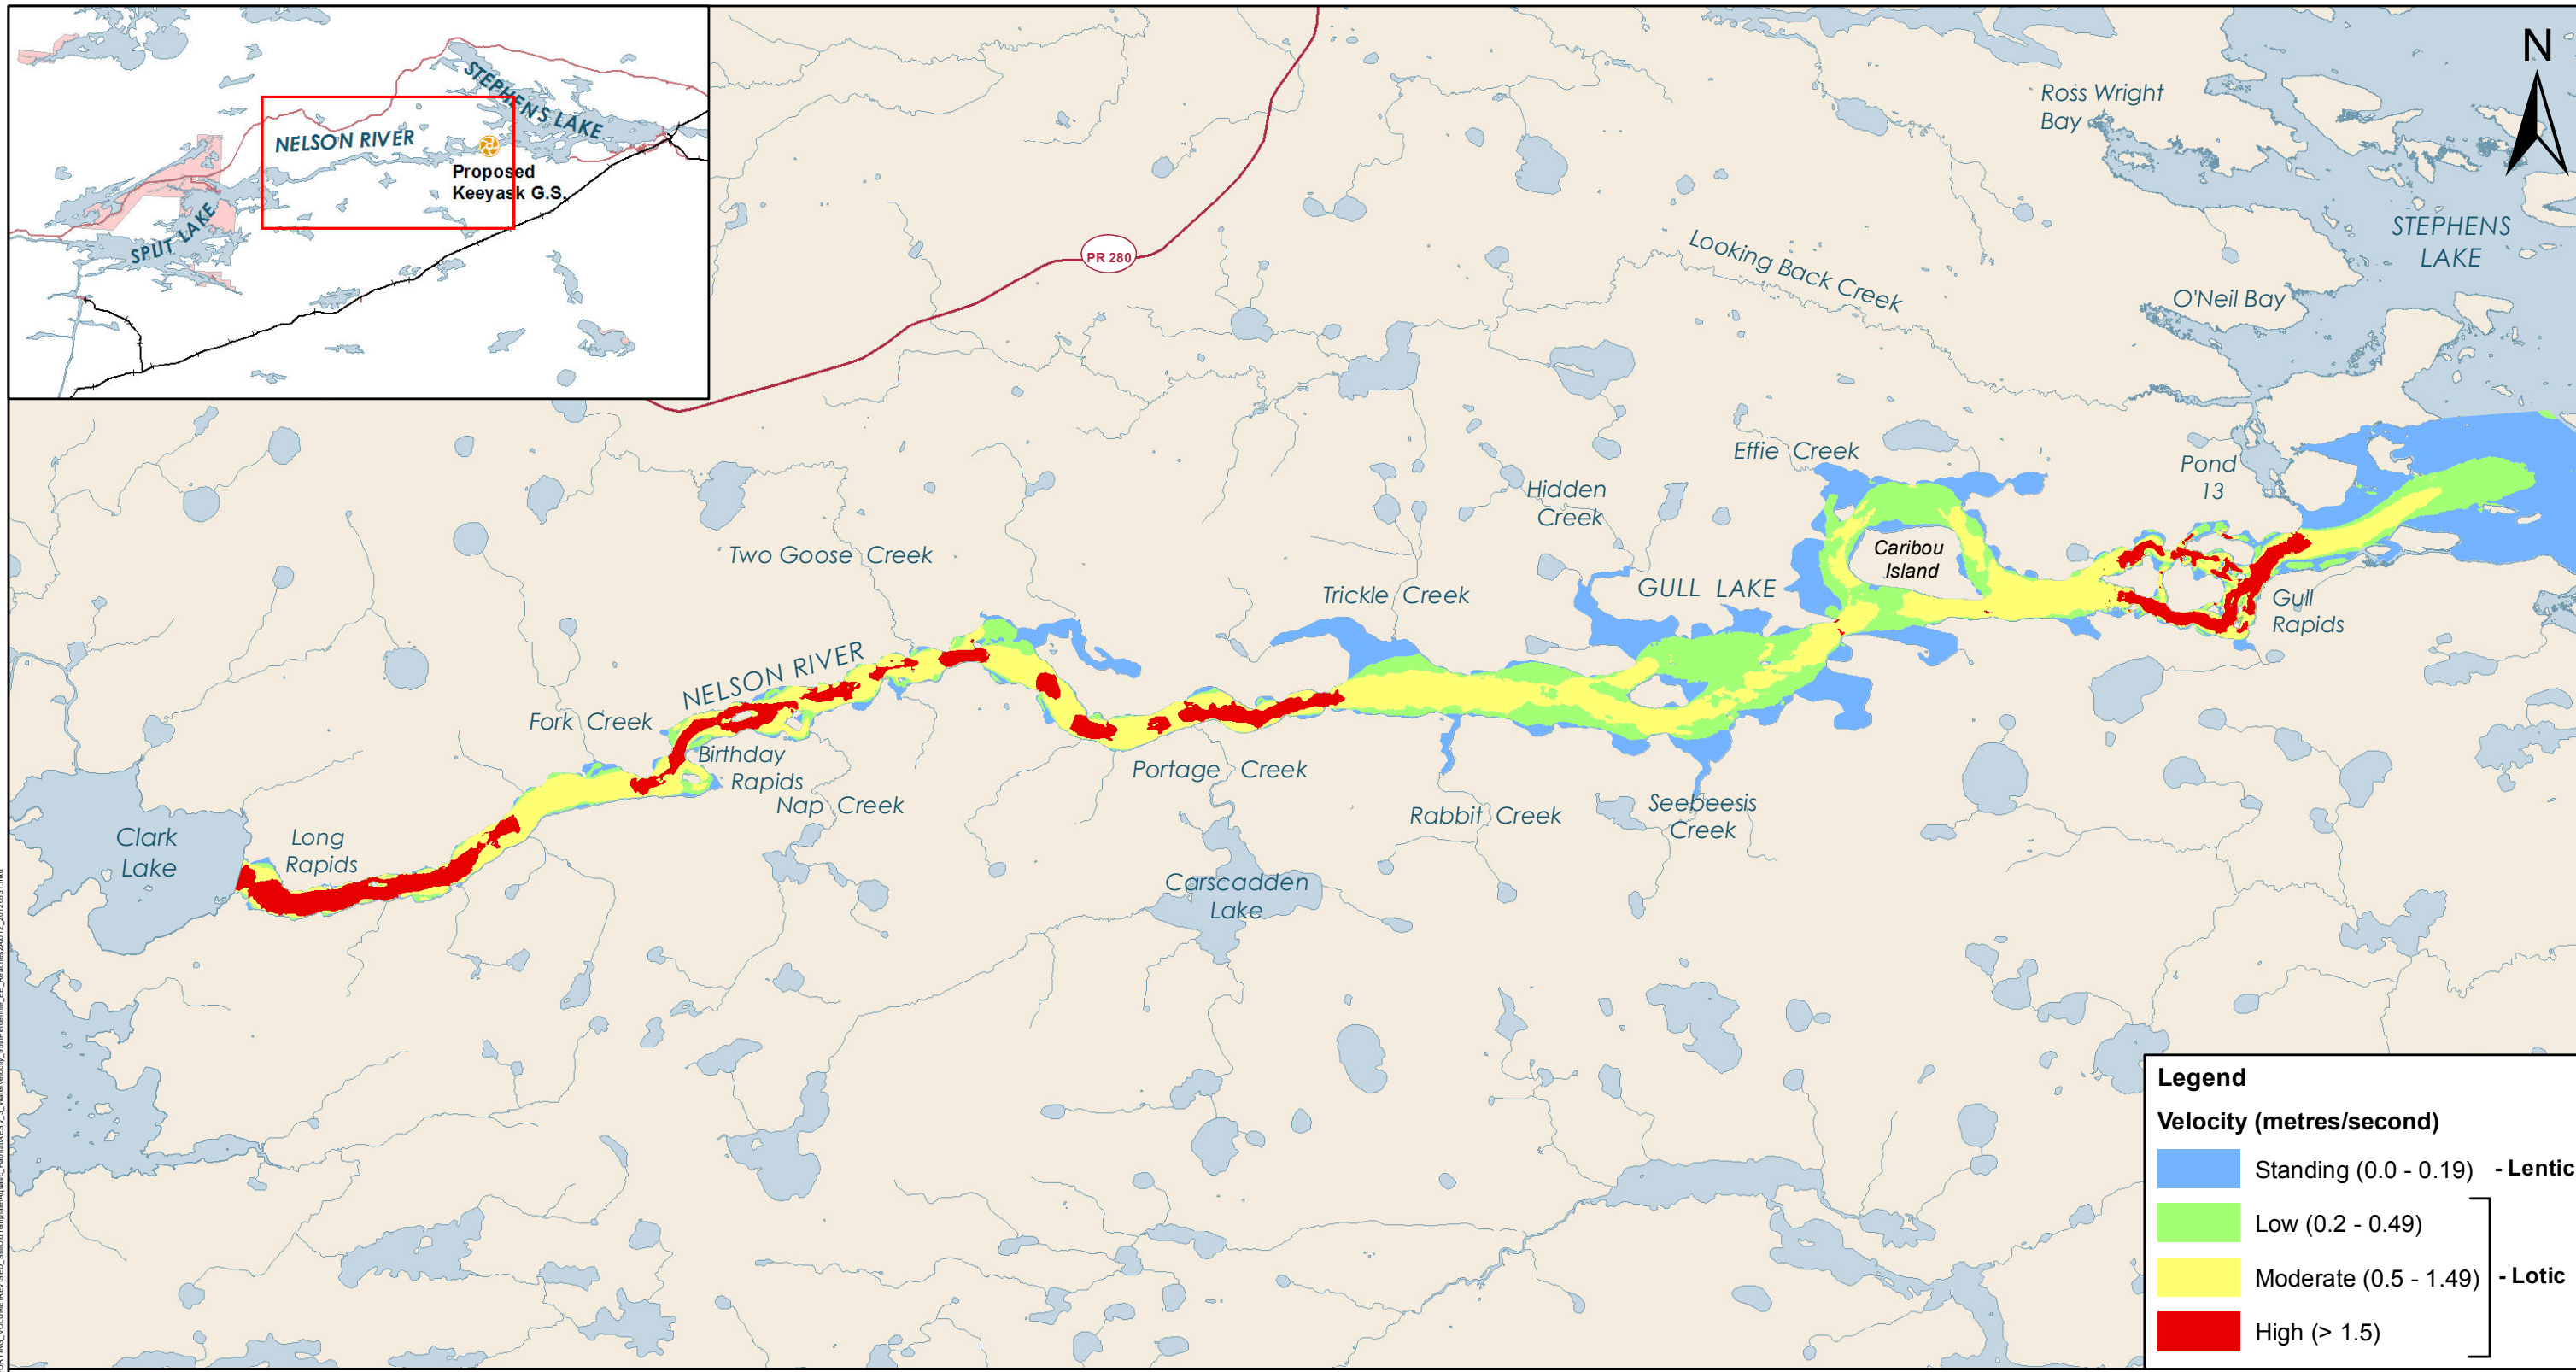 STEPHENS LAKE
NELSON RIVER
Proposed
Keeyask G.S.
SPLIT LAKE
N
PR 280
Ross Wright
Bay
STEPHENS
LAKE
Looking Back Creek
O'Neil Bay
Effie Creek
Pond
13
Hidden
Creek
Caribou
Island
Two Goose Creek
Trickle Creek
GULL LAKE
Gull
Rapids
NELSON RIVER
Fork Creek
Birthday
Rapids
Portage Creek
Nap Creek
Rabbit Creek
Seebeesis
Creek
Clark
Lake
Long
Rapids
Carscadden
Lake
Legend
Velocity (metres/second)
Standing (0.0 - 0.19) - Lentic
Low (0.2 - 0.49)
Moderate (0.5 - 1.49) - Lotic
High (> 1.5)